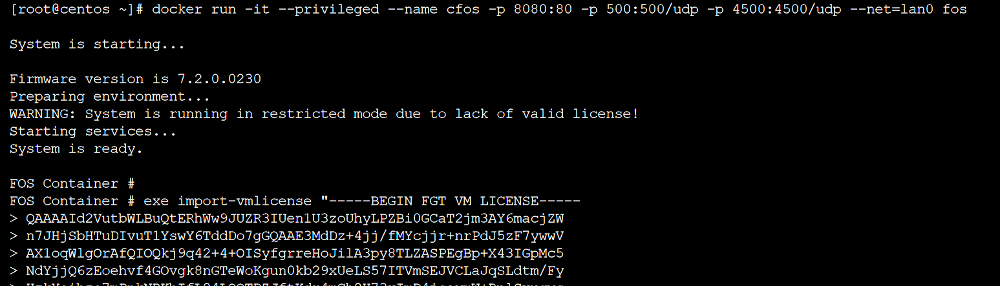 [root@centos ~]# docker run -it --privileged --name cfos -p 8080:80 -p 500:500/udp -p 4500:4500/udp --net=lan0 fos
System is starting...
Firmware version is 7.2.0.0230
Preparing environment...
WARNING: System is running in restricted mode due to lack of valid license!
Starting services...
System is ready.
FOS Container #
FOS Container # exe import-vmlicense "-----BEGIN FGT VM LICENSE-----
> QAAAAId2VutbWLBuQtERhWw9JUZR3IUen1U3zoUhyLPZBi0GCaT2jm3AY6macjZW
> n7JHjSbHTuDIvuT1YswY6TddDo7gGQAAE3MdDz+4jj/fMYcjjr+nrPdJ5zF7ywwV
> AX1oqWlgOrAfQIOQkj9q42+4+OISyfgrreHoJilA3py8TLZASPEgBp+X43IGpMc5
> NdYjjQ6zEoehvf4GOvgk8nGTeWoKgun0kb29xUeLS57ITVmSEJVCLaJqSLdtm/Fy